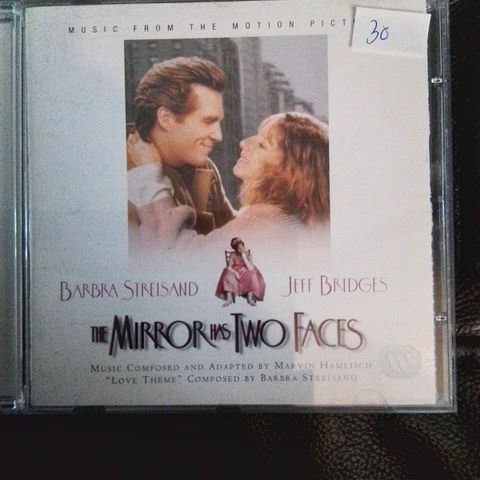 MUSIC FROM THE MOTION PICT
30
BARBRA STREISAND JEFF BRIDGES
THE MIRROR HAS TWO FACES
MUSIC COMPOSED AND ADAPTED BY MARVIN HAMLISCH
"LOVE THEME" COMPOSED BY BARBRA STREISAND